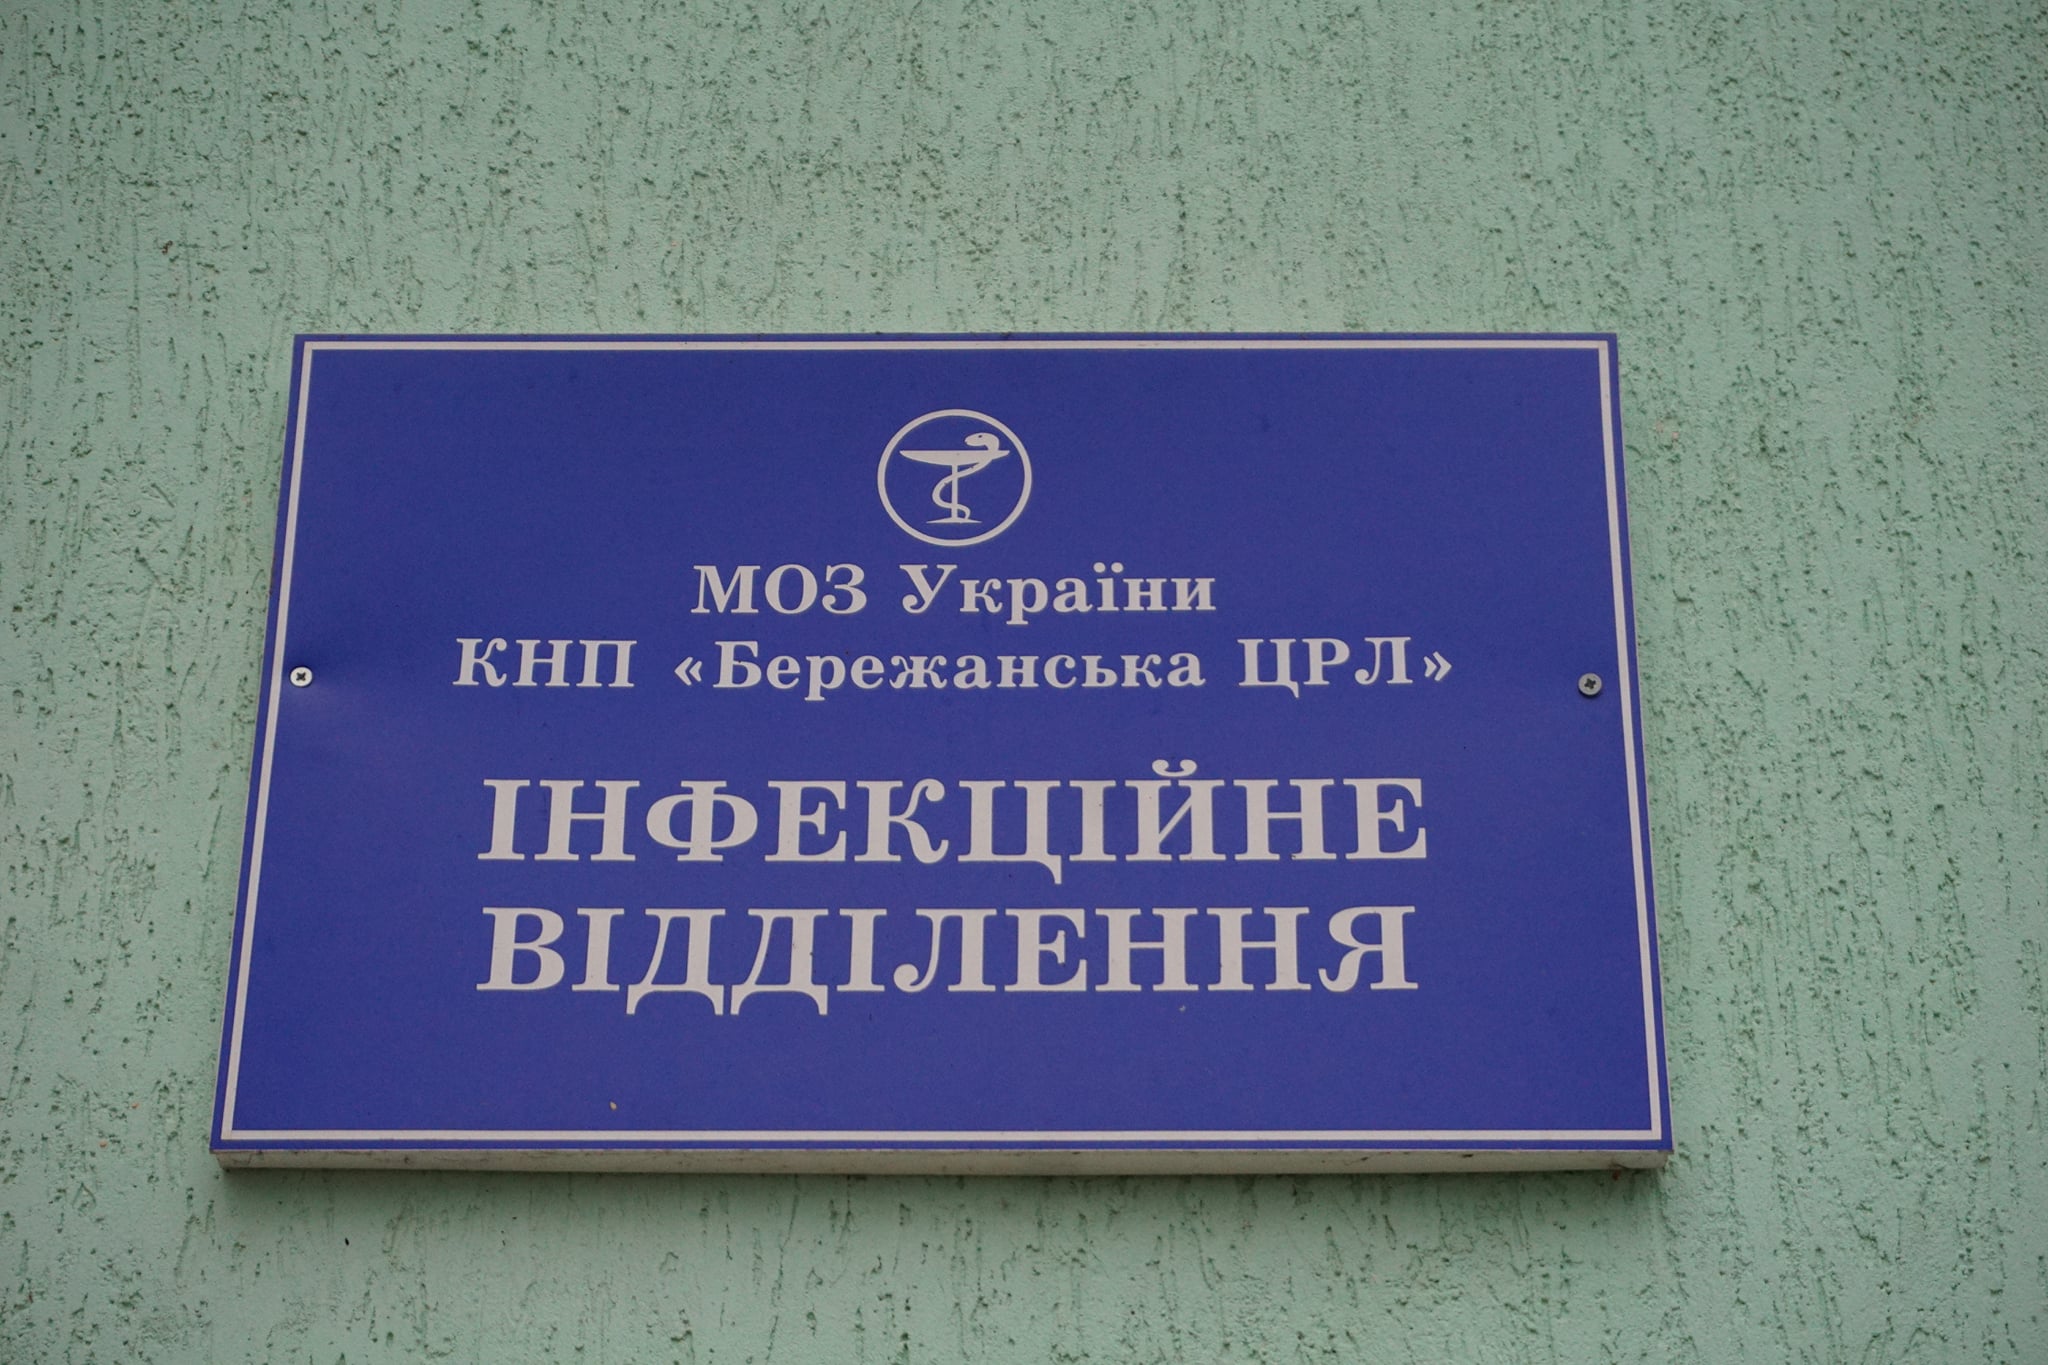 МОЗ України
КНП «Бережанська ЦРЛ»
ІНФЕКЦІЙНЕ
ВІДДІЛЕННЯ